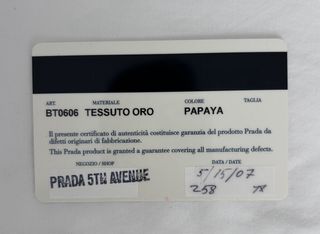 ART. MATERIALE COLORE TAGLIA
BT0606 TESSUTO ORO PAPAYA
Il presente certificato di autenticità costituisce garanzia del prodotto Prada da
difetti originari di fabbricazione.
This Prada product is granted a guarantee covering all manufacturing defects.
NEGOZIO / SHOP DATA / DATE
PRADA 5TH AVENUE 5/15/07
258